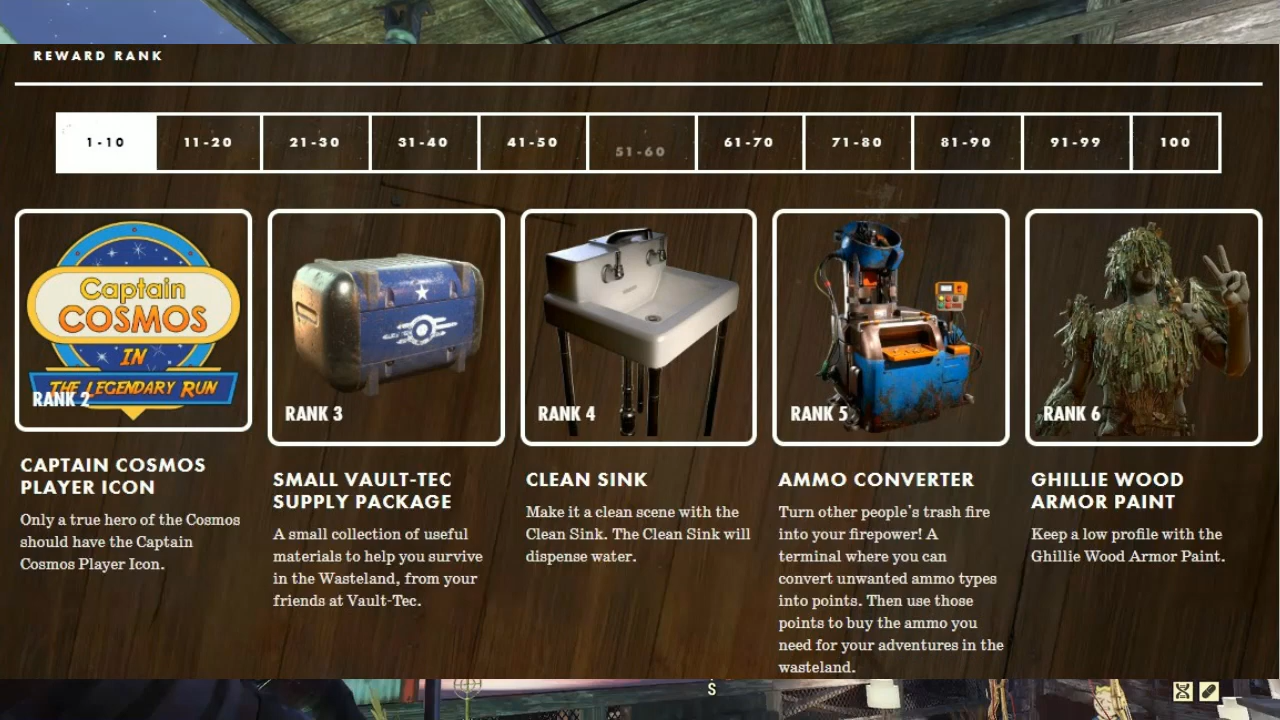 REWARD RANK
1-10
11-20
21-30
31-40
41-50
51-60
61-70
71-80
81-90
91-99
100
Captain
COSMOS
IN
THE LEGENDARY RUN
RANK 2
RANK 3
RANK 4
RANK 5
RANK 6
CAPTAIN COSMOS
PLAYER ICON
Only a true hero of the Cosmos
should have the Captain
Cosmos Player Icon.
SMALL VAULT-TEC
SUPPLY PACKAGE
A small collection of useful
materials to help you survive
in the Wasteland, from your
friends at Vault-Tec.
CLEAN SINK
Make it a clean scene with the
Clean Sink. The Clean Sink will
dispense water.
AMMO CONVERTER
Turn other people's trash fire
into your firepower! A
terminal where you can
convert unwanted ammo types
into points. Then use those
points to buy the ammo you
need for your adventures in the
wasteland.
GHILLIE WOOD
ARMOR PAINT
Keep a low profile with the
Ghillie Wood Armor Paint.
S